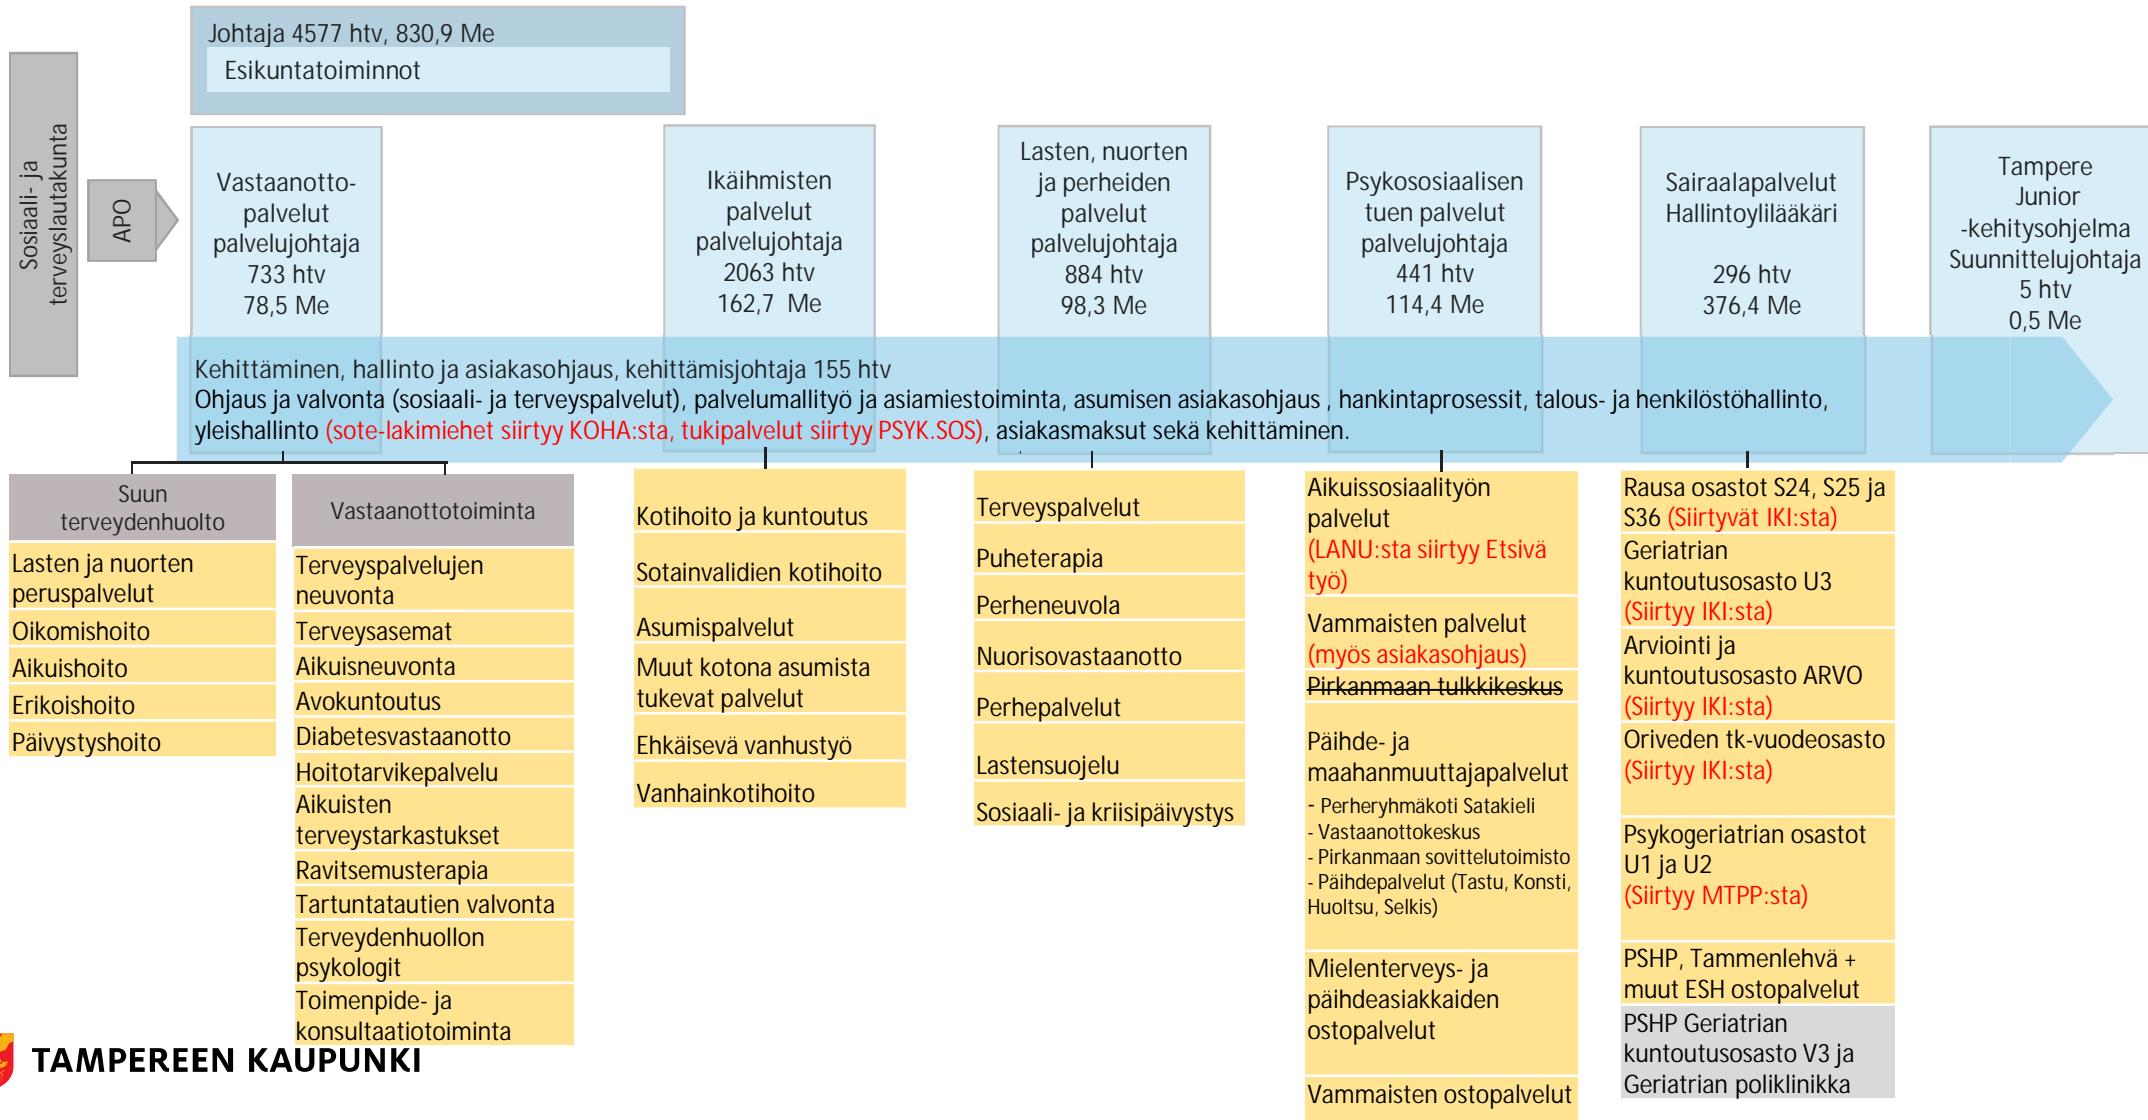 Johtaja 4577 htv, 830,9 Me
Esikuntatoiminnot
Sosiaali- ja
terveyslautakunta
APO
Vastaanotto-
palvelut
palvelujohtaja
733 htv
78,5 Me
Ikäihmisten
palvelut
palvelujohtaja
2063 htv
162,7 Me
Lasten, nuorten
ja perheiden
palvelut
palvelujohtaja
884 htv
98,3 Me
Psykososiaalisen
tuen palvelut
palvelujohtaja
441 htv
114,4 Me
Sairaalapalvelut
Hallintoylilääkäri
296 htv
376,4 Me
Tampere
Junior
-kehitysohjelma
Suunnittelujohtaja
5 htv
0,5 Me
Kehittäminen, hallinto ja asiakasohjaus, kehittämisjohtaja 155 htv
Ohjaus ja valvonta (sosiaali- ja terveyspalvelut), palvelumallityö ja asiamiestoiminta, asumisen asiakasohjaus , hankintaprosessit, talous- ja henkilöstöhallinto,
yleishallinto (sote-lakimiehet siirtyy KOHA:sta, tukipalvelut siirtyy PSYK.SOS), asiakasmaksut sekä kehittäminen.
Suun
terveydenhuolto
Lasten ja nuorten
peruspalvelut
Oikomishoito
Aikuishoito
Erikoishoito
Päivystyshoito
Vastaanottotoiminta
Terveyspalvelujen
neuvonta
Terveysasemat
Aikuisneuvonta
Avokuntoutus
Diabetesvastaanotto
Hoitotarvikepalvelu
Aikuisten
terveystarkastukset
Ravitsemusterapia
Tartuntatautien valvonta
Terveydenhuollon
psykologit
Toimenpide- ja
konsultaatiotoiminta
Kotihoito ja kuntoutus
Sotainvalidien kotihoito
Asumispalvelut
Muut kotona asumista
tukevat palvelut
Ehkäisevä vanhustyö
Vanhainkotihoito
Terveyspalvelut
Puheterapia
Perheneuvola
Nuorisovastaanotto
Perhepalvelut
Lastensuojelu
Sosiaali- ja kriisipäivystys
Aikuissosiaalityön
palvelut
(LANU:sta siirtyy Etsivä
työ)
Vammaisten palvelut
(myös asiakasohjaus)
Pirkanmaan tulkkikeskus
Päihde- ja
maahanmuuttajapalvelut
- Perheryhmäkoti Satakieli
- Vastaanottokeskus
- Pirkanmaan sovittelutoimisto
- Päihdepalvelut (Tastu, Konsti,
Huoltsu, Selkis)
Mielenterveys- ja
päihdeasiakkaiden
ostopalvelut
Vammaisten ostopalvelut
Rausa osastot S24, S25 ja
S36 (Siirtyvät IKI:sta)
Geriatrian
kuntoutusosasto U3
(Siirtyy IKI:sta)
Arviointi ja
kuntoutusosasto ARVO
(Siirtyy IKI:sta)
Oriveden tk-vuodeosasto
(Siirtyy IKI:sta)
Psykogeriatrian osastot
U1 ja U2
(Siirtyy MTPP:sta)
PSHP, Tammenlehvä +
muut ESH ostopalvelut
PSHP Geriatrian
kuntoutusosasto V3 ja
Geriatrian poliklinikka
TAMPEREEN KAUPUNKI